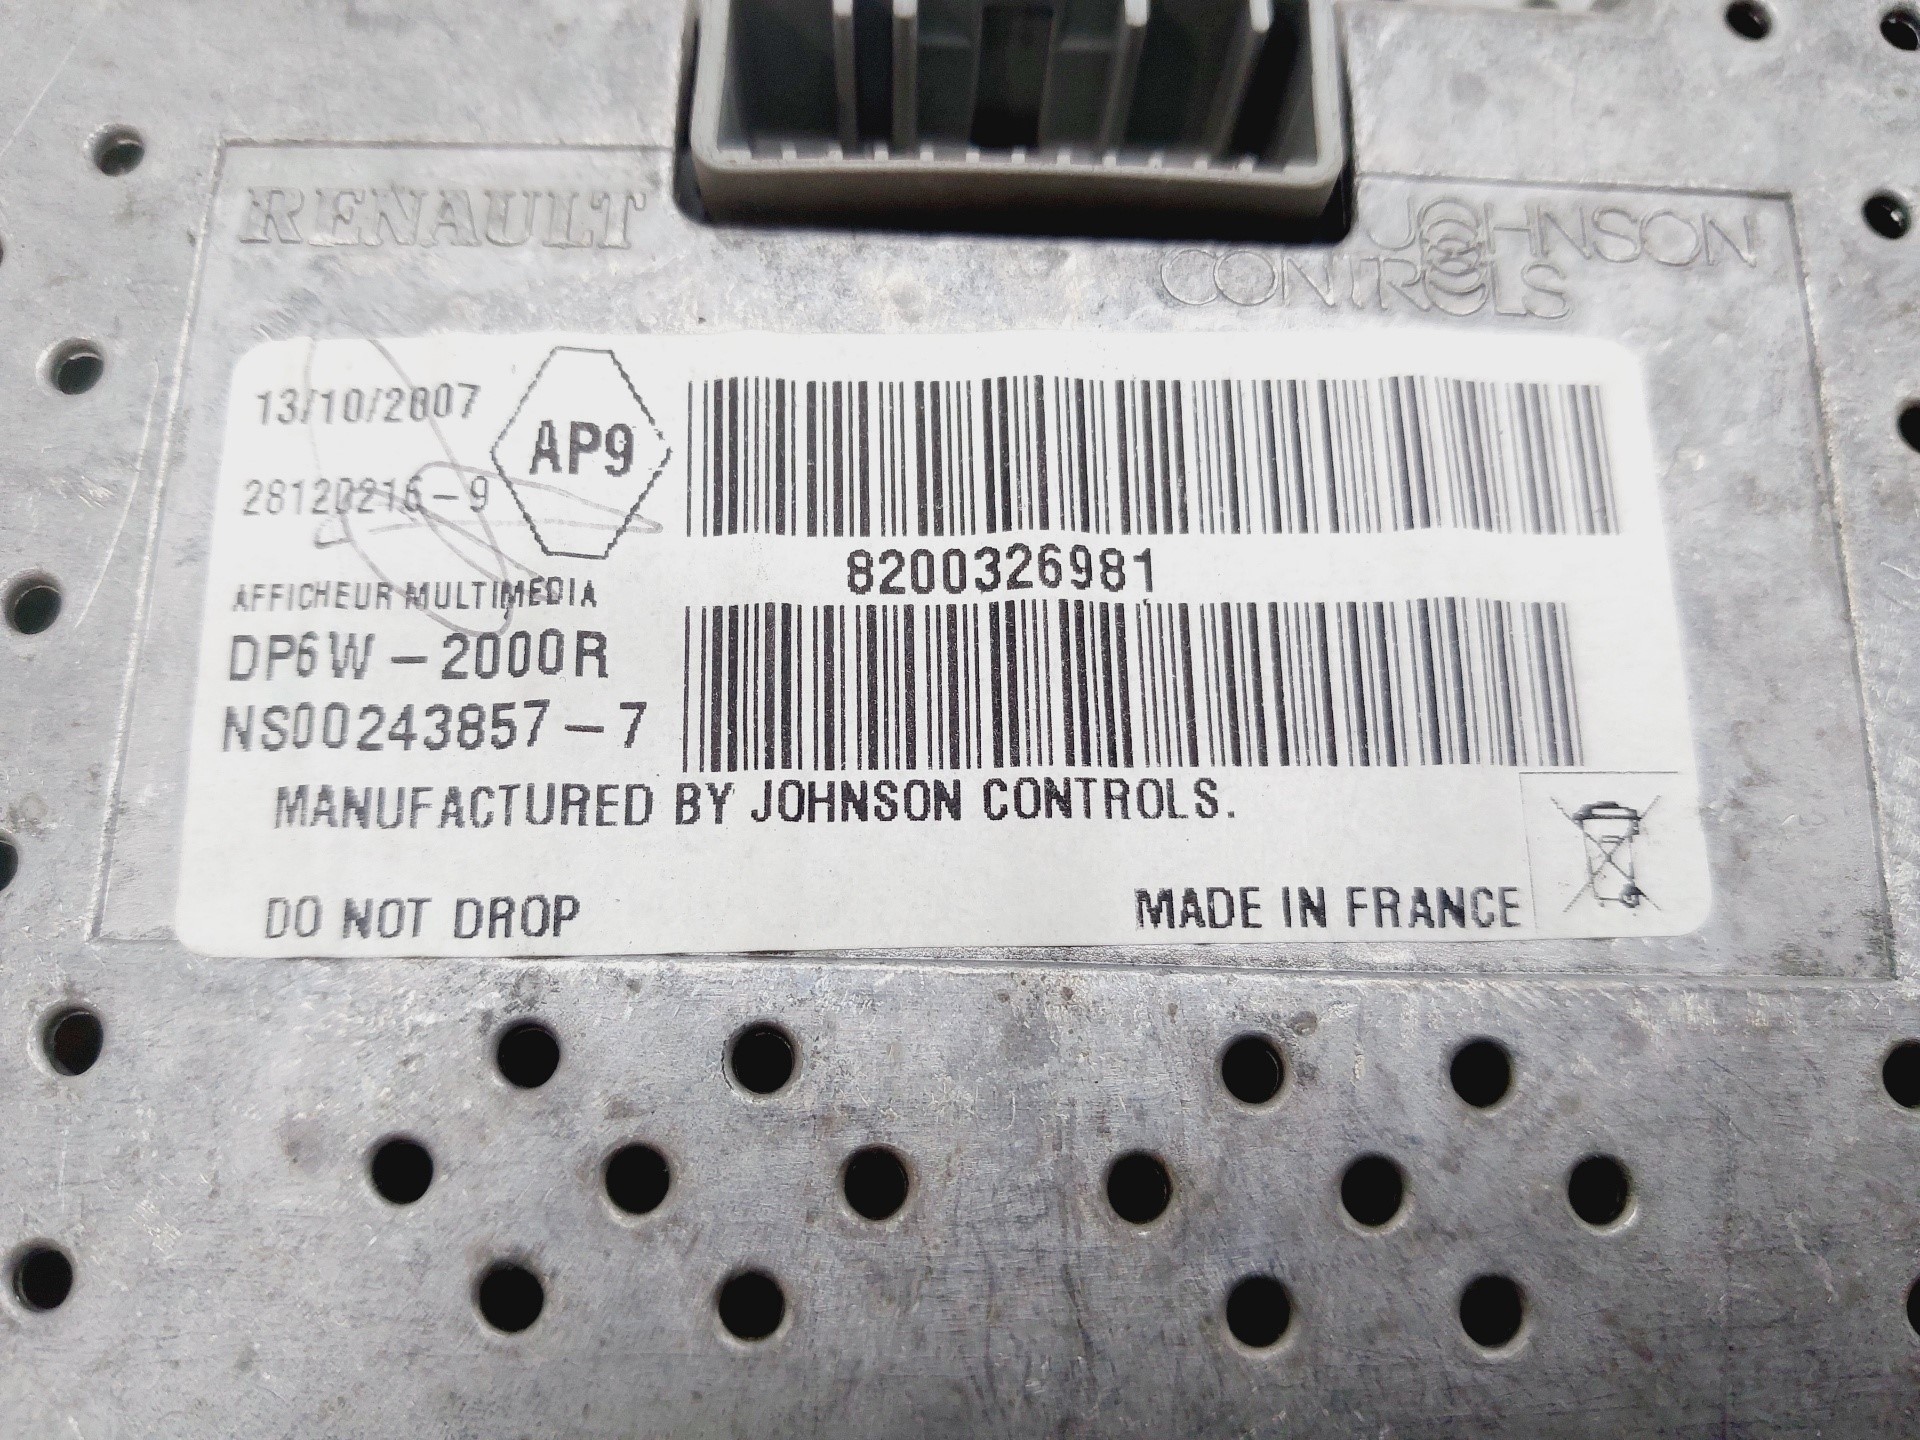 RENAULT
JOHNSON
CONTROLS
13/10/2007
AP9
28120216-9
8200326981
AFFICHEUR MULTIMEDIA
DP6W-2000R
NS00243857-7
MANUFACTURED BY JOHNSON CONTROLS.
DO NOT DROP
MADE IN FRANCE